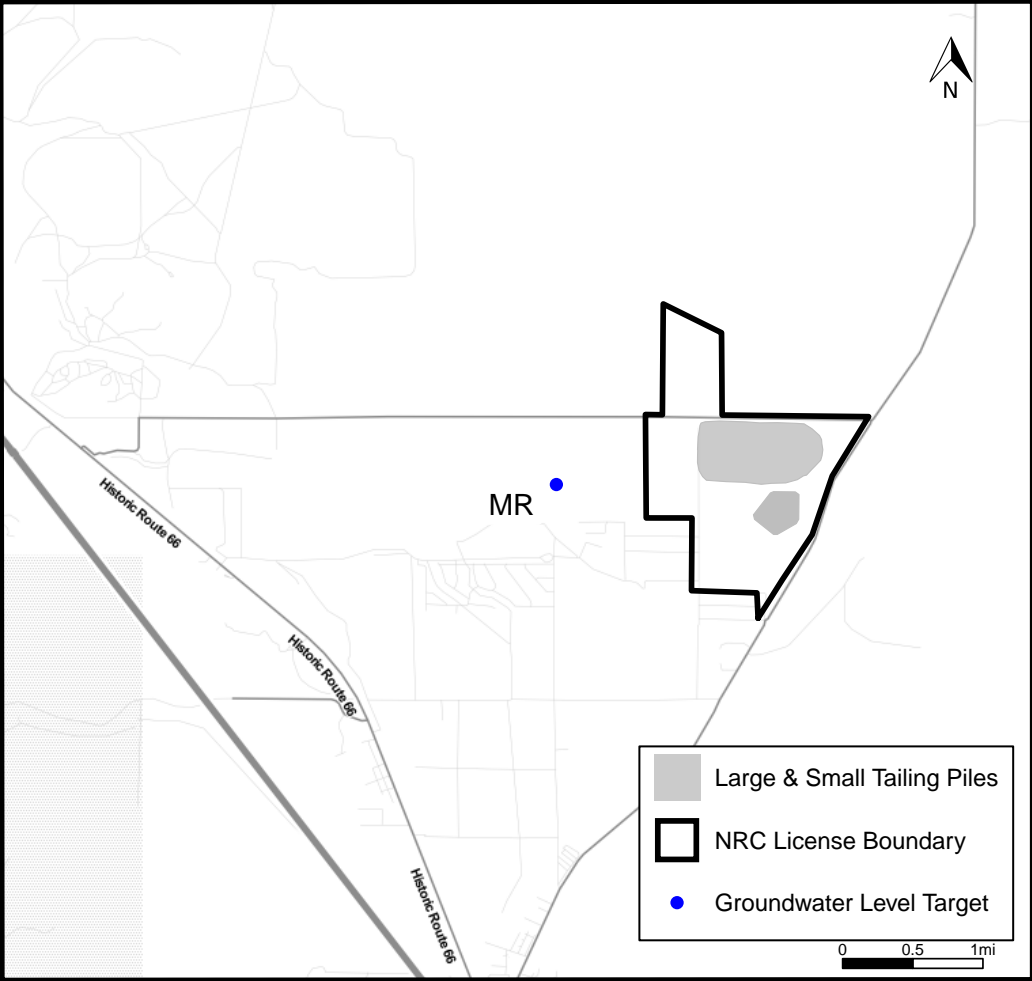 N
MR
Historic Route 66
Historic Route 66
Historic Route 66
Large & Small Tailing Piles
NRC License Boundary
Groundwater Level Target
0 0.5 1mi